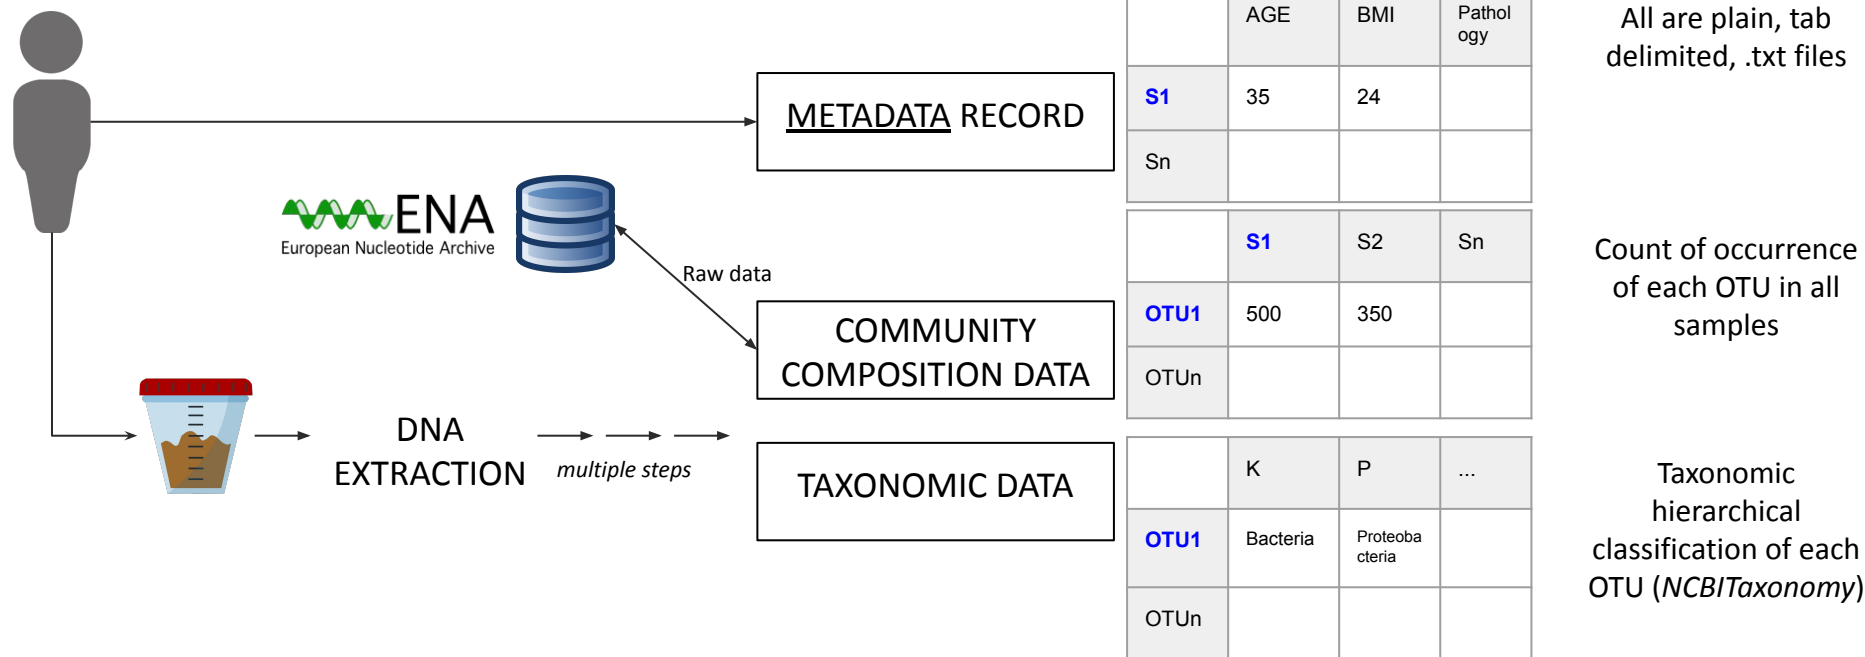 METADATA RECORD
ENA
European Nucleotide Archive
Raw data
COMMUNITY
COMPOSITION DATA
DNA
EXTRACTION
multiple steps
TAXONOMIC DATA
AGE BMI Pathol
ogy
S1 35 24
Sn
S1 S2 Sn
OTU1 500 350
OTUn
K P ...
OTU1 Bacteria Proteoba
cteria
OTUn
All are plain, tab
delimited, .txt files
Count of occurrence
of each OTU in all
samples
Taxonomic
hierarchical
classification of each
OTU (NCBITaxonomy)